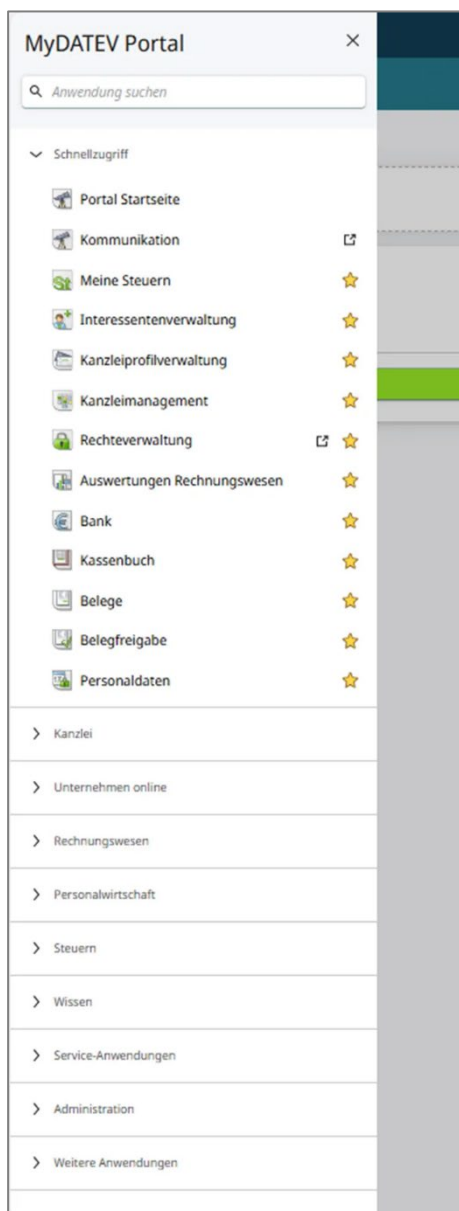 MyDATEV Portal
Anwendung suchen
Schnellzugriff
Portal Startseite
Kommunikation
Meine Steuern
Interessentenverwaltung
Kanzleiprofilverwaltung
Kanzleimanagement
Rechteverwaltung
Auswertungen Rechnungswesen
Bank
Kassenbuch
Belege
Belegfreigabe
Personaldaten
Kanzlei
Unternehmen online
Rechnungswesen
Personalwirtschaft
Steuern
Wissen
Service-Anwendungen
Administration
Weitere Anwendungen